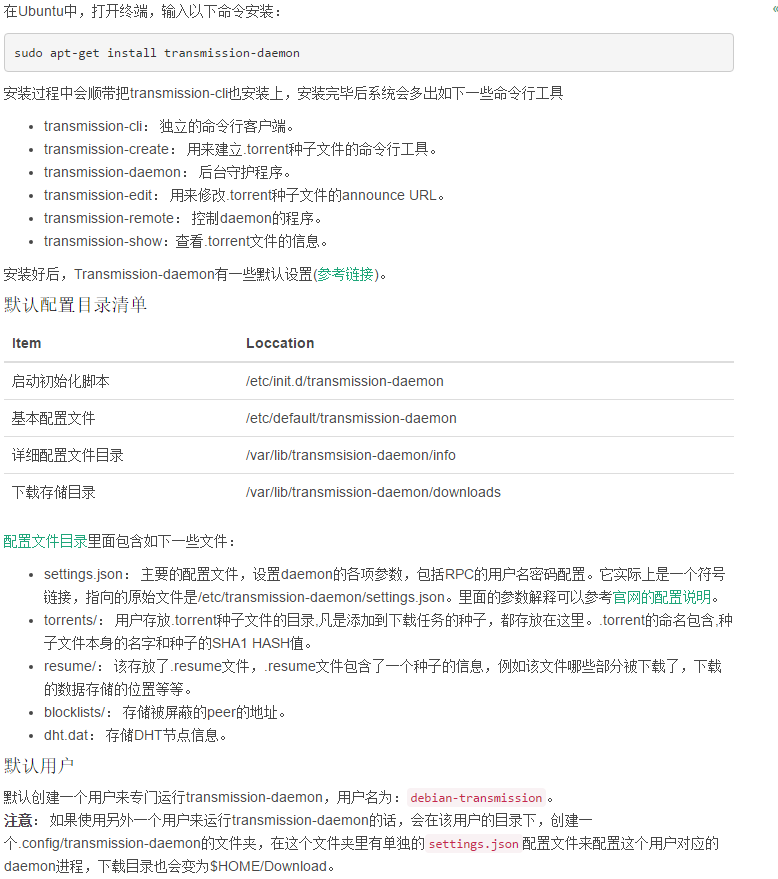 在Ubuntu中，打开终端，输入以下命令安装：
«
sudo apt-get install transmission-daemon
安装过程中会顺带把transmission-cli也安装上，安装完毕后系统会多出如下一些命令行工具
• transmission-cli： 独立的命令行客户端。
• transmission-create： 用来建立.torrent种子文件的命令行工具。
• transmission-daemon： 后台守护程序。
• transmission-edit： 用来修改.torrent种子文件的announce URL。
• transmission-remote： 控制daemon的程序。
• transmission-show：查看.torrent文件的信息。
安装好后，Transmission-daemon有一些默认设置(参考链接)。
默认配置目录清单
Item Loccation
启动初始化脚本 /etc/init.d/transmission-daemon
基本配置文件 /etc/default/transmission-daemon
详细配置文件目录 /var/lib/transmsision-daemon/info
下载存储目录 /var/lib/transmission-daemon/downloads
配置文件目录里面包含如下一些文件：
• settings.json： 主要的配置文件，设置daemon的各项参数，包括RPC的用户名密码配置。它实际上是一个符号
链接，指向的原始文件是/etc/transmission-daemon/settings.json。里面的参数解释可以参考官网的配置说明。
• torrents/： 用户存放.torrent种子文件的目录,凡是添加到下载任务的种子，都存放在这里。.torrent的命名包含,种
子文件本身的名字和种子的SHA1 HASH值。
• resume/： 该存放了.resume文件，.resume文件包含了一个种子的信息，例如该文件哪些部分被下载了，下载
的数据存储的位置等等。
• blocklists/： 存储被屏蔽的peer的地址。
• dht.dat： 存储DHT节点信息。
默认用户
默认创建一个用户来专门运行transmission-daemon，用户名为：debian-transmission。
注意： 如果使用另外一个用户来运行transmission-daemon的话，会在该用户的目录下，创建一
个.config/transmission-daemon的文件夹，在这个文件夹里有单独的settings.json配置文件来配置这个用户对应的
daemon进程，下载目录也会变为$HOME/Download。